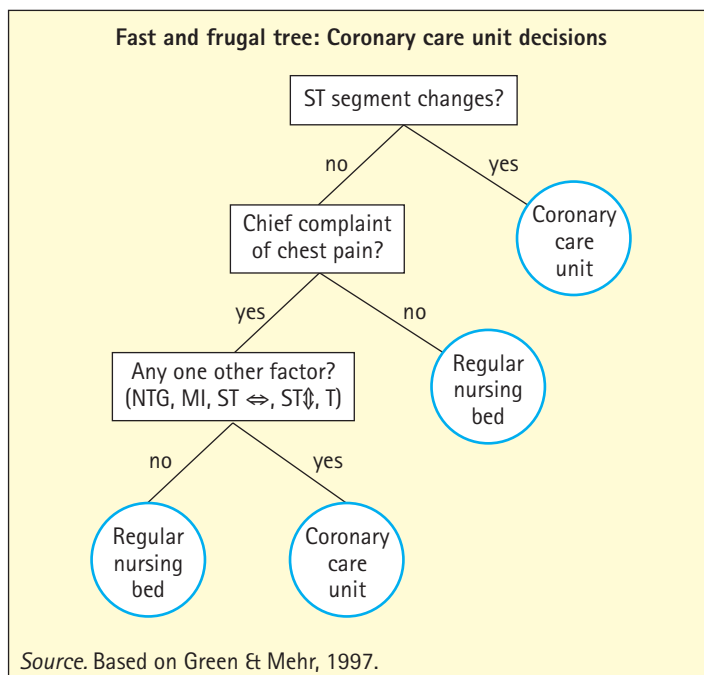 Fast and frugal tree: Coronary care unit decisions
ST segment changes?
no
yes
Chief complaint
of chest pain?
Coronary
care
unit
yes
no
Any one other factor?
(NTG, MI, ST ⇔, ST⇕, T)
Regular
nursing
bed
no
yes
Regular
nursing
bed
Coronary
care
unit
Source. Based on Green & Mehr, 1997.